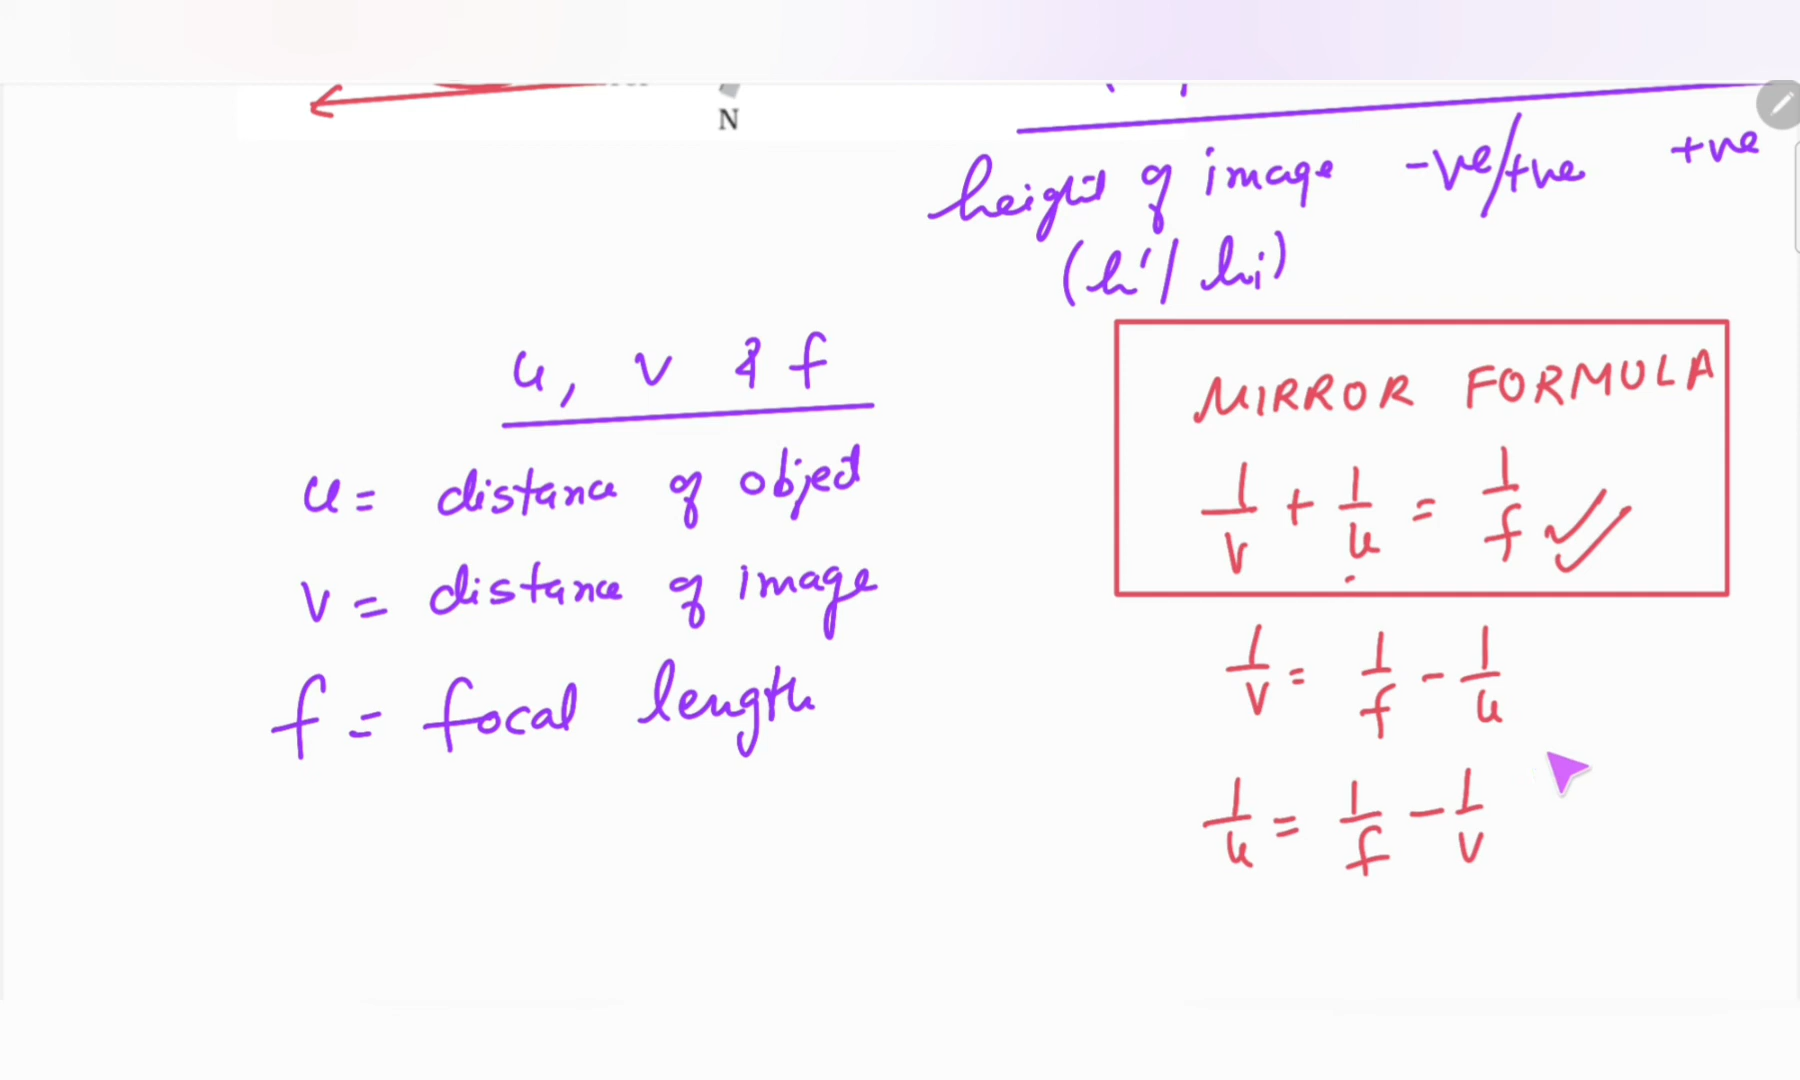 N
height of image -ve/+ve +ve
(h'/ hi)
u, v & f
u = distance of object
v = distance of image
f = focal length
MIRROR FORMULA
1/v + 1/u = 1/f
1/v = 1/f - 1/u
1/u = 1/f - 1/v